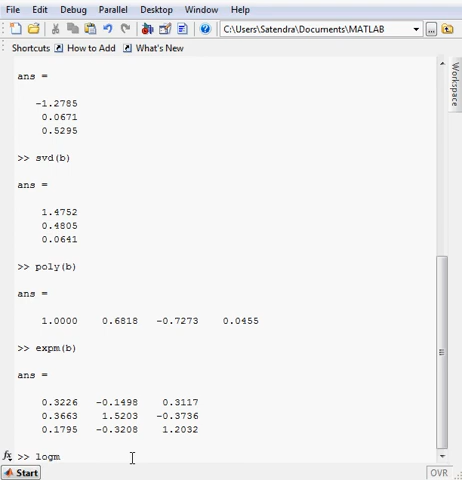 File Edit Debug Parallel Desktop Window Help
C:\Users\Satendra\Documents\MATLAB
Shortcuts How to Add What's New
Workspace
ans =
-1.2785
0.0671
0.5295
>> svd(b)
ans =
1.4752
0.4805
0.0641
>> poly(b)
ans =
1.0000 0.6818 -0.7273 0.0455
>> expm(b)
ans =
0.3226 -0.1498 0.3117
0.3663 1.5203 -0.3736
0.1795 -0.3208 1.2032
fx >> logm
Start OVR